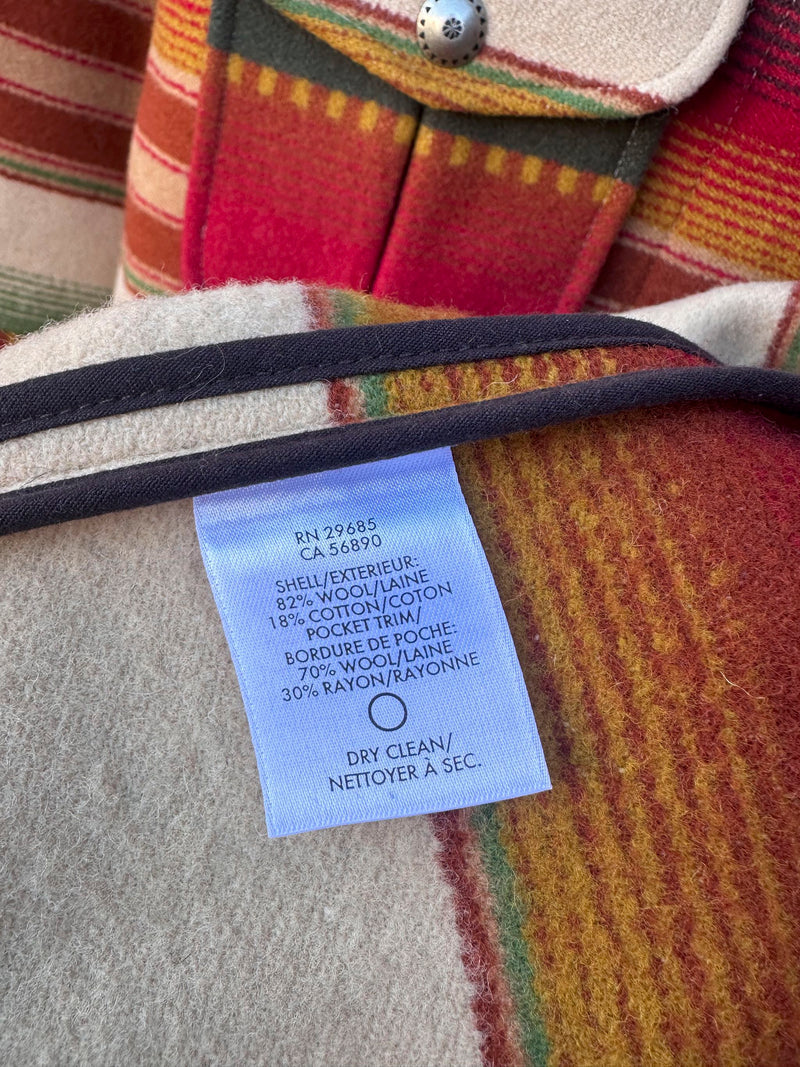 RN 29685
CA 56890
SHELL/EXTERIEUR:
82% WOOL/LAINE
18% COTTON/COTON
POCKET TRIM/
BORDURE DE POCHE:
70% WOOL/LAINE
30% RAYON/RAYONNE
DRY CLEAN/
NETTOYER À SEC.